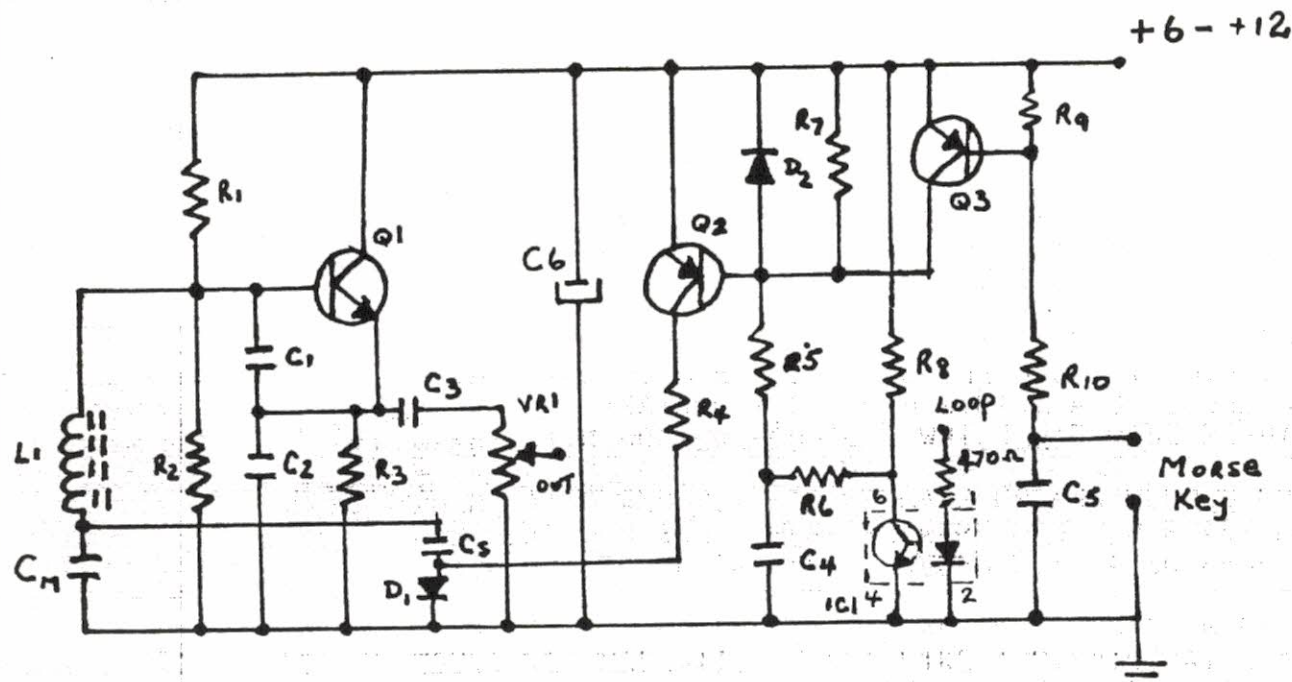 +6 - +12
R1
Q1
C6
Q2
D2
R7
Q3
R9
C1
C3
VR1
OUT
R4
R5
R8
LOOP
470Ω
R10
L1
R2
C2
R3
R6
6
1
C5
MORSE
KEY
CM
CS
D1
C4
IC1
4
2